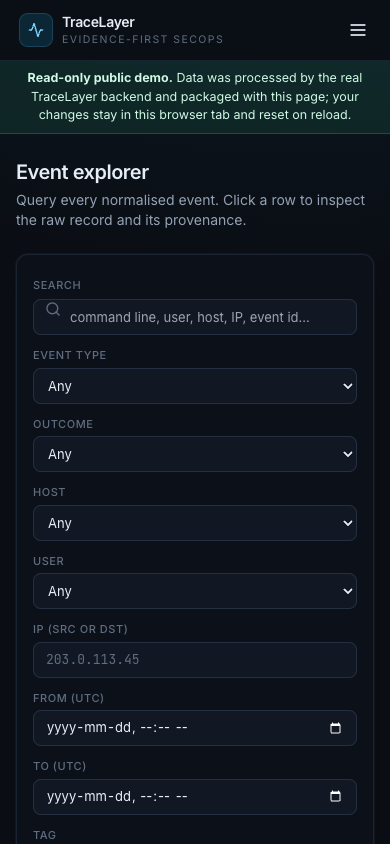 TraceLayer
EVIDENCE-FIRST SECOPS
Read-only public demo. Data was processed by the real
TraceLayer backend and packaged with this page; your
changes stay in this browser tab and reset on reload.
Event explorer
Query every normalised event. Click a row to inspect
the raw record and its provenance.
SEARCH
command line, user, host, IP, event id...
EVENT TYPE
Any
OUTCOME
Any
HOST
Any
USER
Any
IP (SRC OR DST)
203.0.113.45
FROM (UTC)
yyyy-mm-dd, --:-- --
TO (UTC)
yyyy-mm-dd, --:-- --
TAG